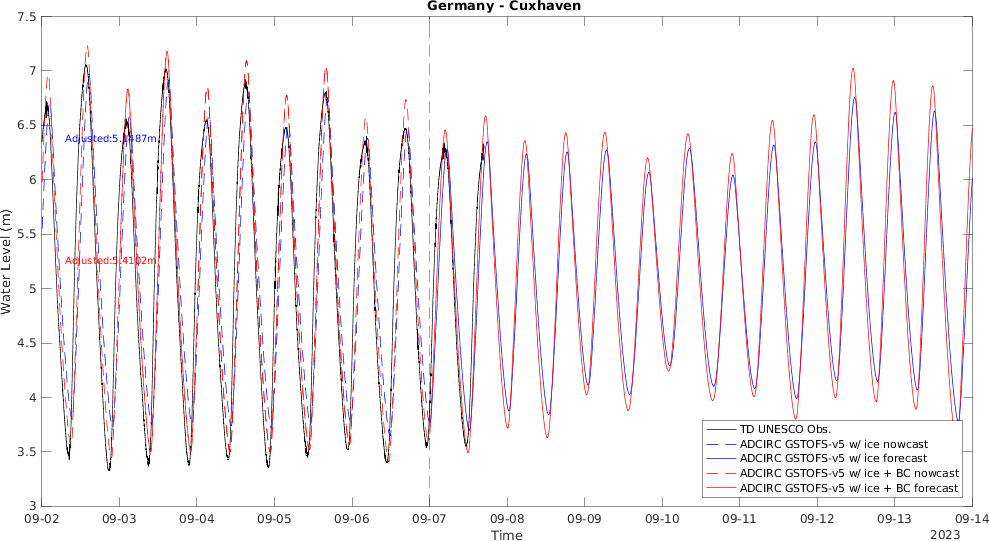 Germany - Cuxhaven
Water Level (m)
7.5
7
6.5
6
5.5
5
4.5
4
3.5
3
Adjusted:5.1487m
Adjusted:5.4102m
TD UNESCO Obs.
ADCIRC GSTOFS-v5 w/ ice nowcast
ADCIRC GSTOFS-v5 w/ ice forecast
ADCIRC GSTOFS-v5 w/ ice + BC nowcast
ADCIRC GSTOFS-v5 w/ ice + BC forecast
09-02 09-03 09-04 09-05 09-06 09-07 09-08 09-09 09-10 09-11 09-12 09-13 09-14
Time
2023